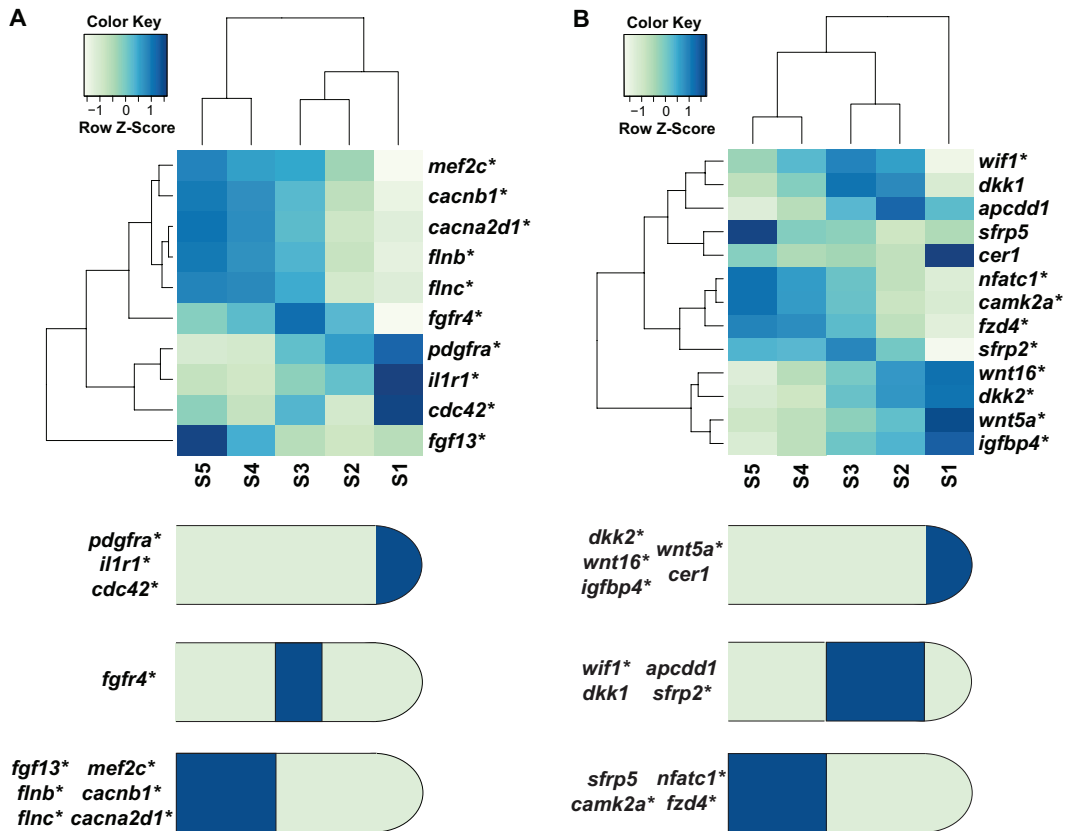 A
Color Key
−1 0 1
Row Z-Score
mef2c*
cacnb1*
cacna2d1*
flnb*
flnc*
fgfr4*
pdgfra*
il1r1*
cdc42*
fgf13*
S5 S4 S3 S2 S1
pdgfra*
il1r1*
cdc42*
fgfr4*
fgf13* mef2c*
flnb* cacnb1*
flnc* cacna2d1*
B
Color Key
−1 0 1
Row Z-Score
wif1*
dkk1
apcdd1
sfrp5
cer1
nfatc1*
camk2a*
fzd4*
sfrp2*
wnt16*
dkk2*
wnt5a*
igfbp4*
S5 S4 S3 S2 S1
dkk2*
wnt16* wnt5a*
igfbp4* cer1
wif1* apcdd1
dkk1 sfrp2*
sfrp5 nfatc1*
camk2a* fzd4*